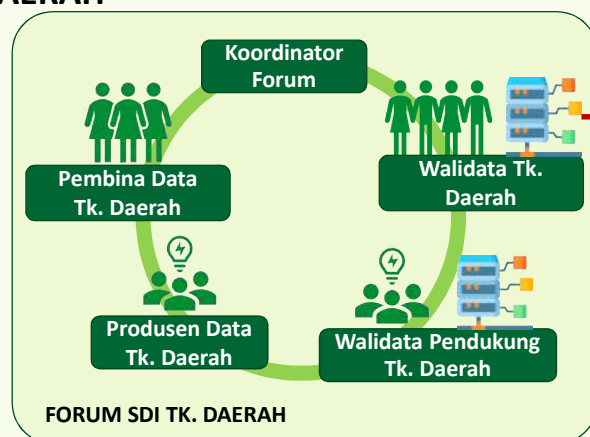 DAERAH
Koordinator
Forum
Pembina Data
Tk. Daerah
Walidata Tk.
Daerah
Produsen Data
Tk. Daerah
Walidata Pendukung
Tk. Daerah
FORUM SDI TK. DAERAH